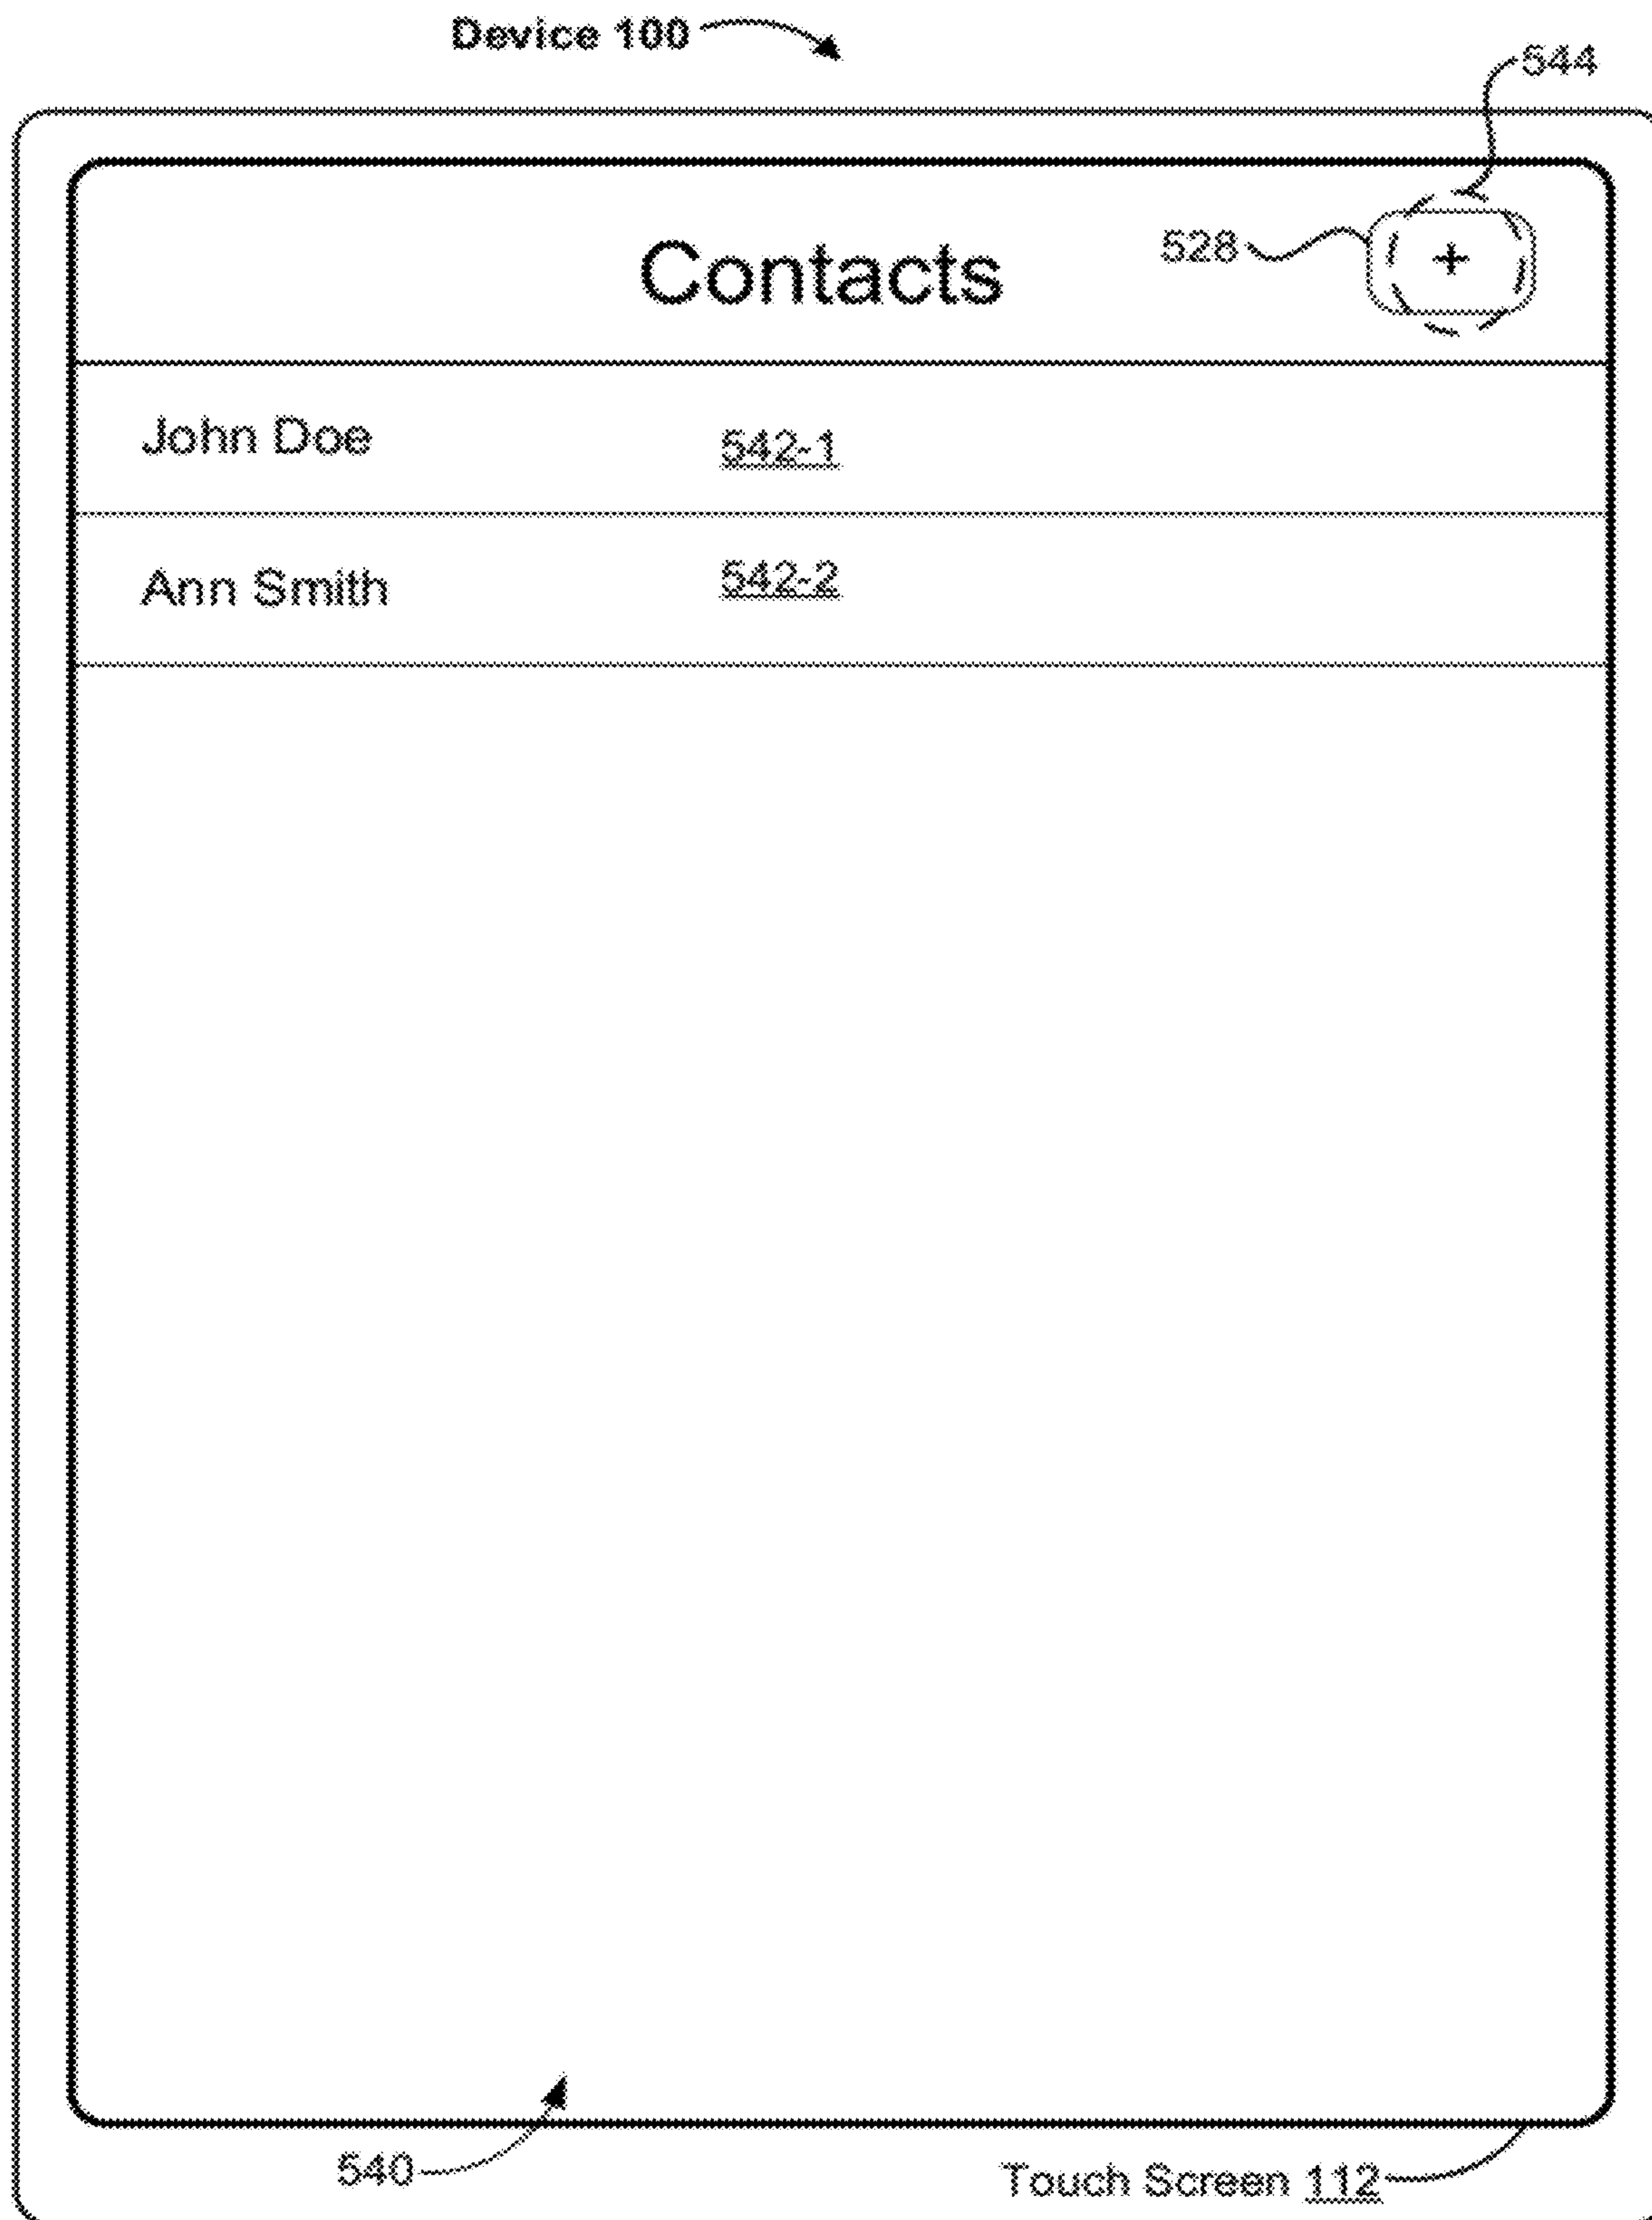 Device 100
544
Contacts 528 +
John Doe 542-1
Ann Smith 542-2
540
Touch Screen 112